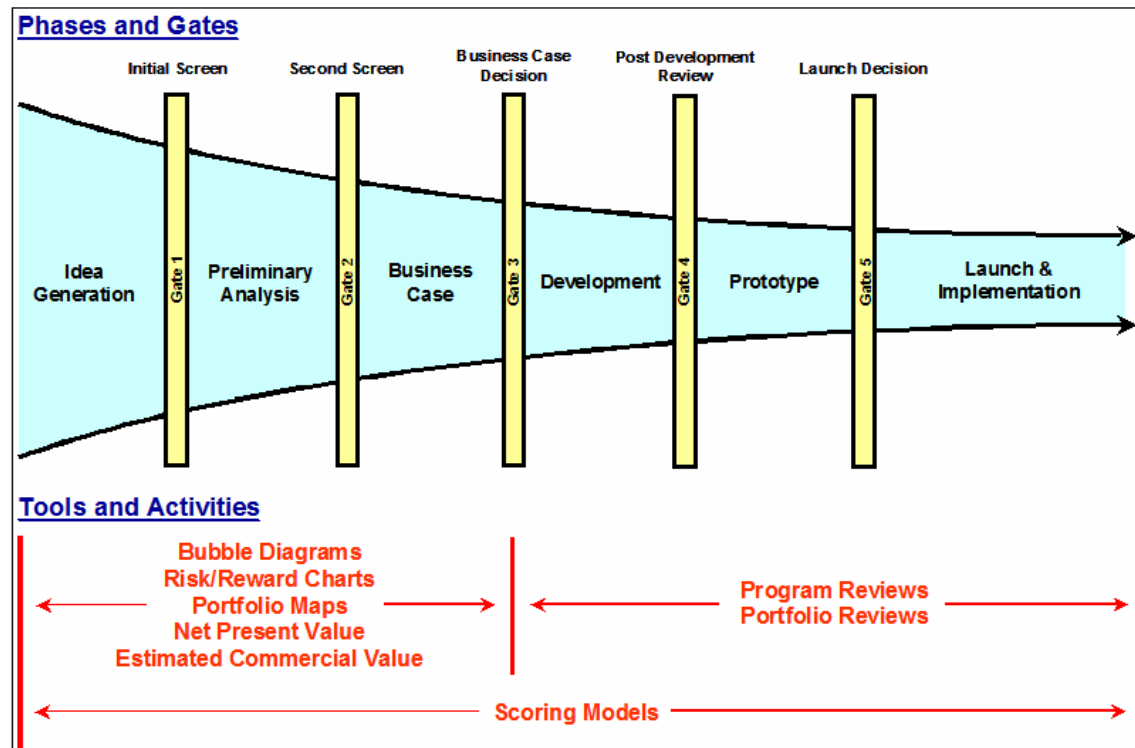 Phases and Gates
Initial Screen
Second Screen
Business Case
Decision
Post Development
Review
Launch Decision
Idea
Generation
Gate 1
Preliminary
Analysis
Gate 2
Business
Case
Gate 3
Development
Gate 4
Prototype
Gate 5
Launch &
Implementation
Tools and Activities
Bubble Diagrams
Risk/Reward Charts
Portfolio Maps
Net Present Value
Estimated Commercial Value
Program Reviews
Portfolio Reviews
Scoring Models